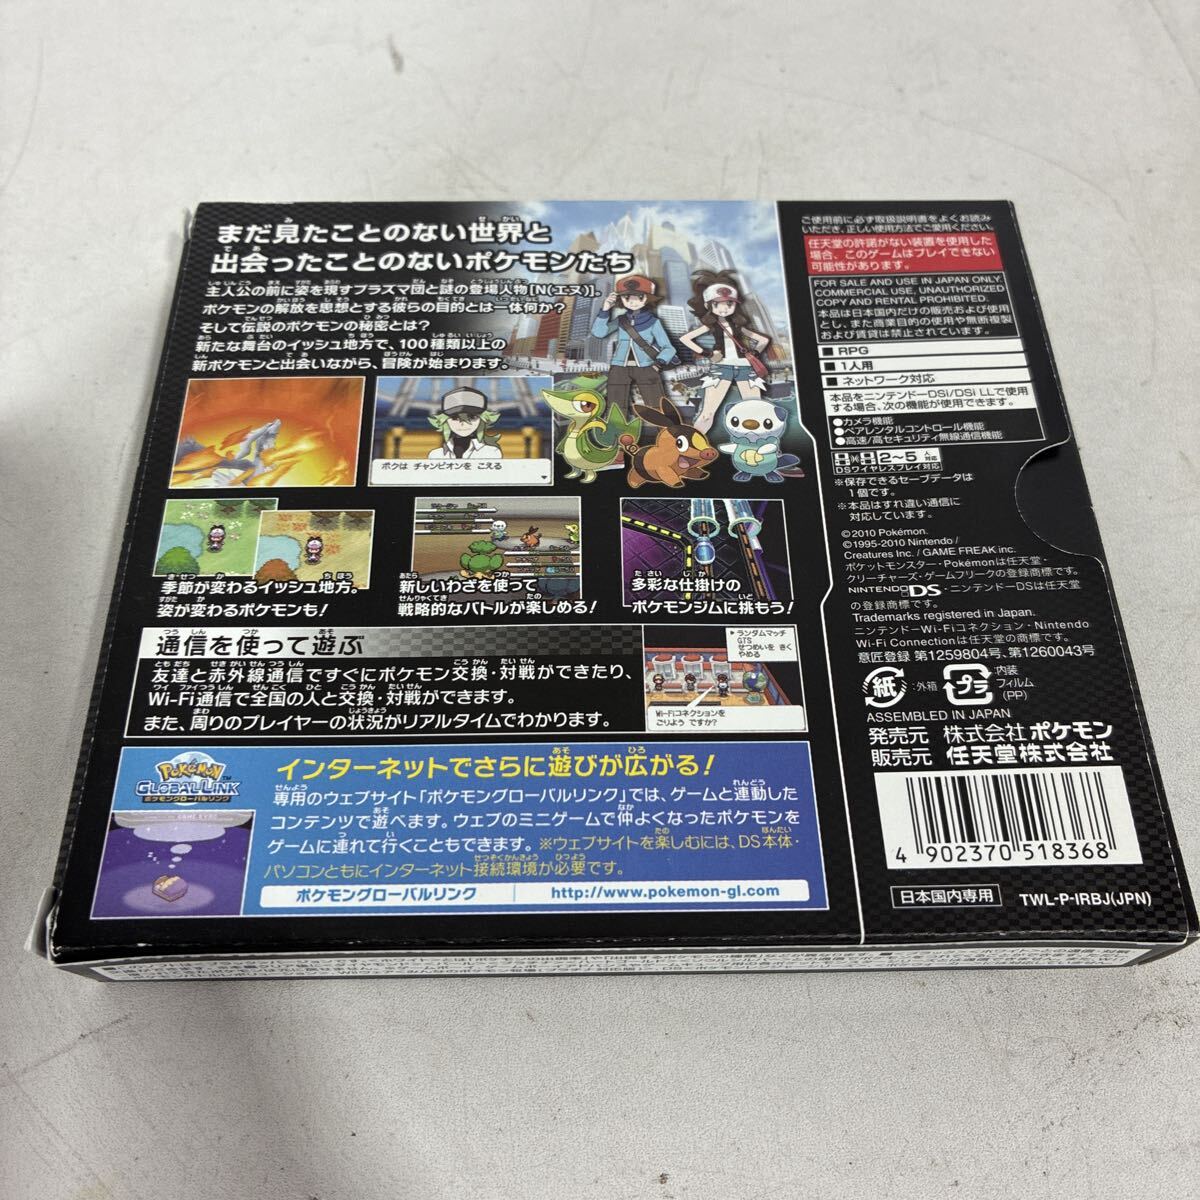 まだ見たことのない世界と
出会ったことのないポケモンたち
主人公の前に姿を現すプラズマ団と謎の登場人物[N(エヌ)]。
ポケモンの解放を思想とする彼らの目的とは一体何か?
そして伝説のポケモンの秘密とは?
新たな舞台のイッシュ地方で、100種類以上の
新ポケモンと出会いながら、冒険が始まります。
ボクは チャンピオンを こえる
季節が変わるイッシュ地方。
姿が変わるポケモンも!
新しいわざを使って
戦略的なバトルが楽しめる!
多彩な仕掛けの
ポケモンジムに挑もう!
通信を使って遊ぶ
友達と赤外線通信ですぐにポケモン交換・対戦ができたり、
Wi-Fi通信で全国の人と交換・対戦ができます。
また、周りのプレイヤーの状況がリアルタイムでわかります。
ランダムマッチ
GTS
せつめいを きく
やめる
Wi-Fiコネクションを
ごりよう ですか?
POKéMON
GLOBAL LINK
ポケモングローバルリンク
インターネットでさらに遊びが広がる!
専用のウェブサイト「ポケモングローバルリンク」では、ゲームと連動した
コンテンツで遊べます。ウェブのミニゲームで仲よくなったポケモンを
ゲームに連れて行くこともできます。※ウェブサイトを楽しむには、DS本体・
パソコンともにインターネット接続環境が必要です。
ポケモングローバルリンク http://www.pokemon-gl.com
ご使用前に必ず取扱説明書をよくお読み
いただき、正しい使用方法でご愛用ください。
任天堂の許諾がない装置を使用した
場合、このゲームはプレイできない
可能性があります。
FOR SALE AND USE IN JAPAN ONLY
COMMERCIAL USE, UNAUTHORIZED
COPY AND RENTAL PROHIBITED.
本品は日本国内だけの販売および使用
とし、また商業目的の使用や無断複製
および賃貸は禁止されています。
■RPG
■1人用
■ネットワーク対応
本品をニンテンドーDSi/DSi LLで使用
する場合、次の機能が使用できます。
●カメラ機能
●ペアレンタルコントロール機能
●高速/高セキュリティ無線通信機能
2〜5人対応
DSワイヤレスプレイ対応
※保存できるセーブデータは
1個です。
※本品はすれ違い通信に
対応しています。
©2010 Pokémon.
©1995-2010 Nintendo/
Creatures inc. / GAME FREAK inc.
ポケットモンスター・Pokémonは任天堂・
クリーチャーズ・ゲームフリークの登録商標です。
NINTENDO DS・ニンテンドーDSは任天堂
の登録商標です。
Trademarks registered in Japan.
ニンテンドーWi-Fiコネクション・Nintendo
Wi-Fi Connectionは任天堂の商標です。
意匠登録 第1259804号、第1260043号
紙 :外箱 プラ :内装フィルム(PP)
ASSEMBLED IN JAPAN
発売元 株式会社ポケモン
販売元 任天堂株式会社
4 902370 518368
日本国内専用 TWL-P-IRBJ(JPN)